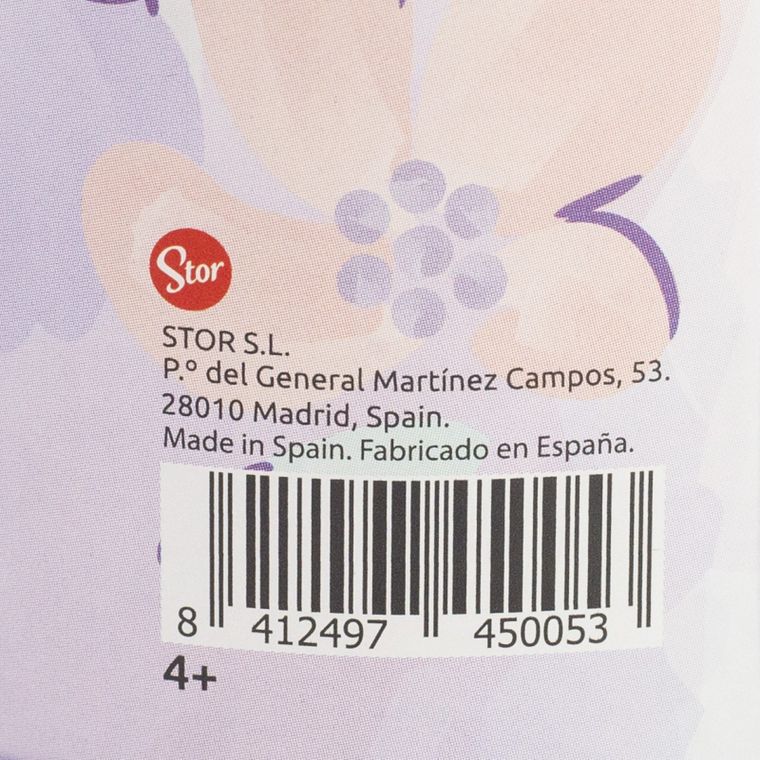 Stor
STOR S.L.
P.º del General Martínez Campos, 53.
28010 Madrid, Spain.
Made in Spain. Fabricado en España.
8 412497 450053
4+